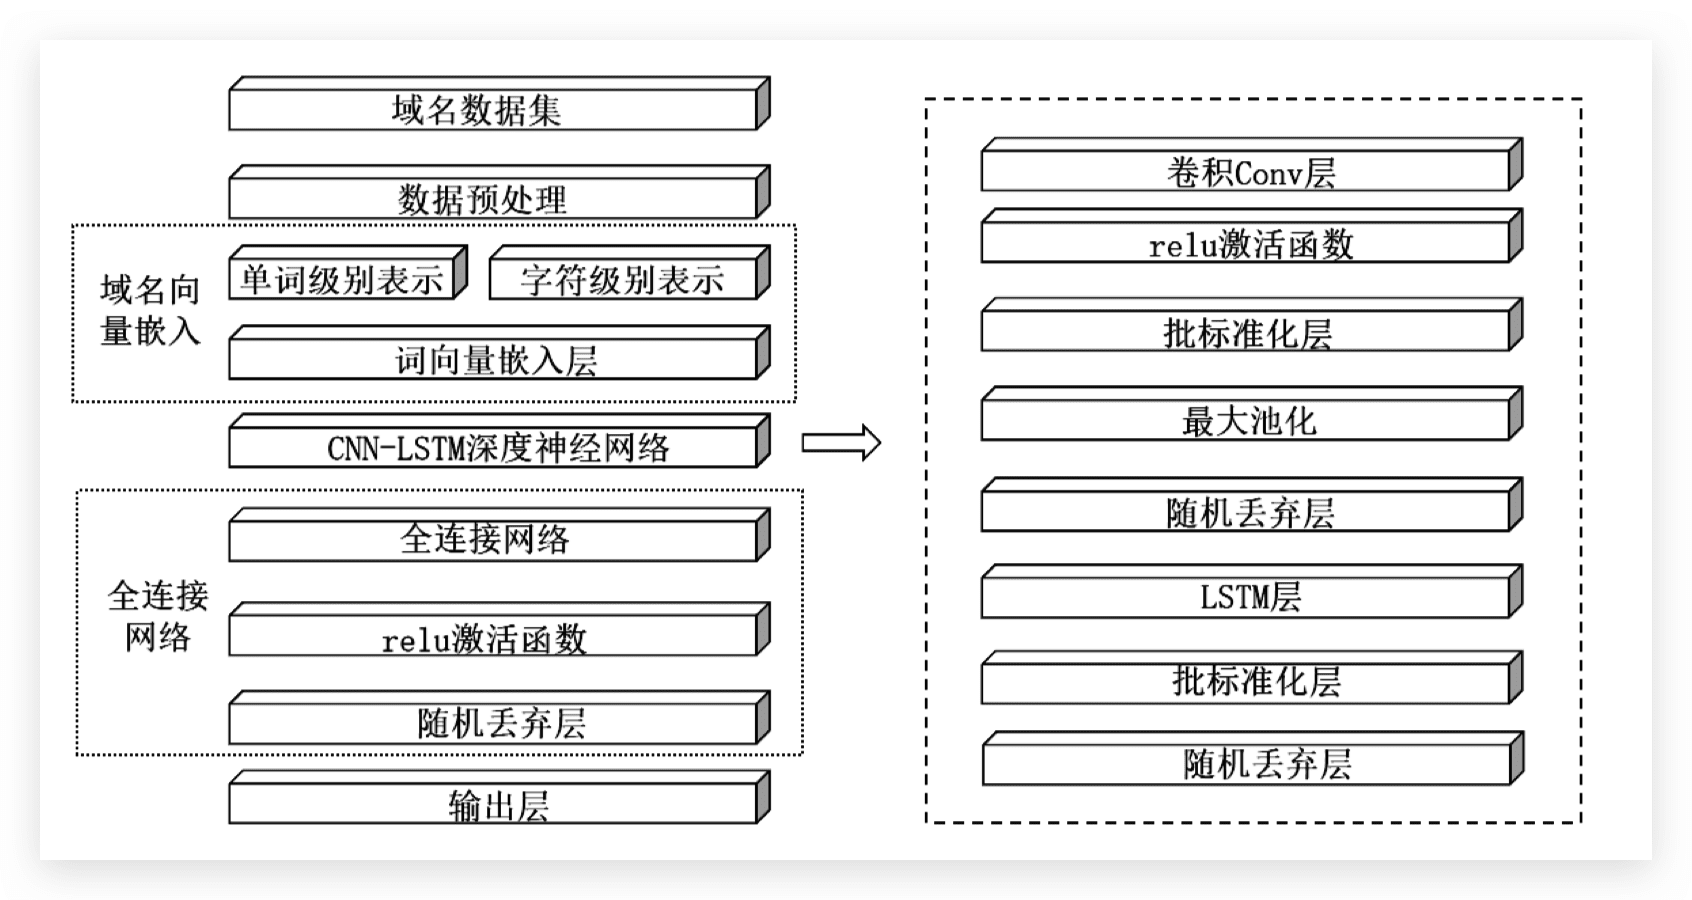 域名数据集
数据预处理
域名向
量嵌入
单词级别表示
字符级别表示
词向量嵌入层
CNN-LSTM深度神经网络
全连接
网络
全连接网络
relu激活函数
随机丢弃层
输出层
卷积Conv层
relu激活函数
批标准化层
最大池化
随机丢弃层
LSTM层
批标准化层
随机丢弃层